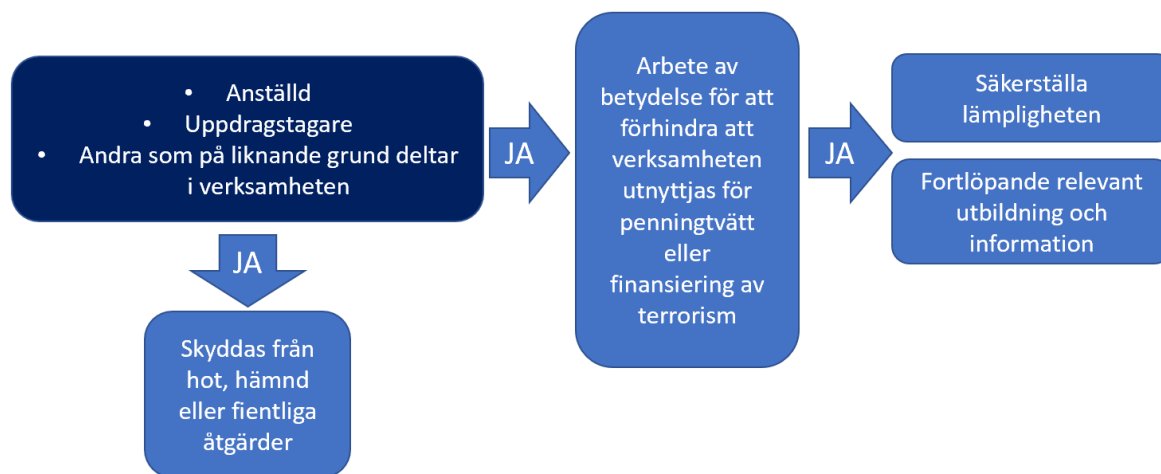 • Anställd
• Uppdragstagare
• Andra som på liknande grund deltar
i verksamheten
JA
Arbete av
betydelse för att
förhindra att
verksamheten
utnyttjas för
penningtvätt
eller
finansiering av
terrorism
JA
Säkerställa
lämpligheten
Fortlöpande relevant
utbildning och
information
JA
Skyddas från
hot, hämnd
eller fientliga
åtgärder